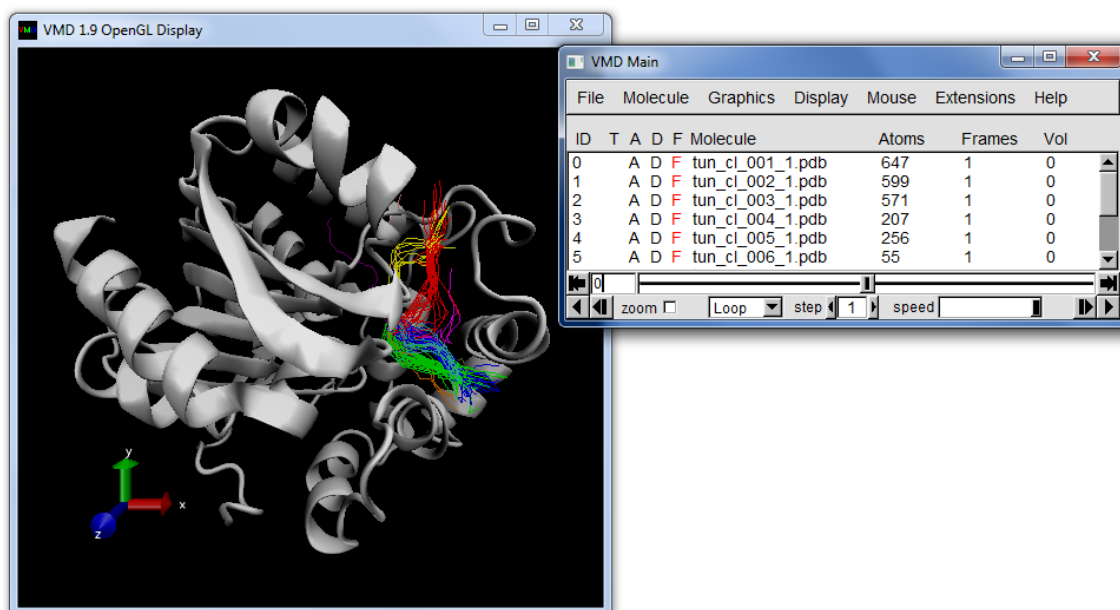 VMD 1.9 OpenGL Display
y
x
z
VMD Main
File Molecule Graphics Display Mouse Extensions Help
ID T A D F Molecule Atoms Frames Vol
0 A D F tun_cl_001_1.pdb 647 1 0
1 A D F tun_cl_002_1.pdb 599 1 0
2 A D F tun_cl_003_1.pdb 571 1 0
3 A D F tun_cl_004_1.pdb 207 1 0
4 A D F tun_cl_005_1.pdb 256 1 0
5 A D F tun_cl_006_1.pdb 55 1 0
0
zoom Loop step 1 speed